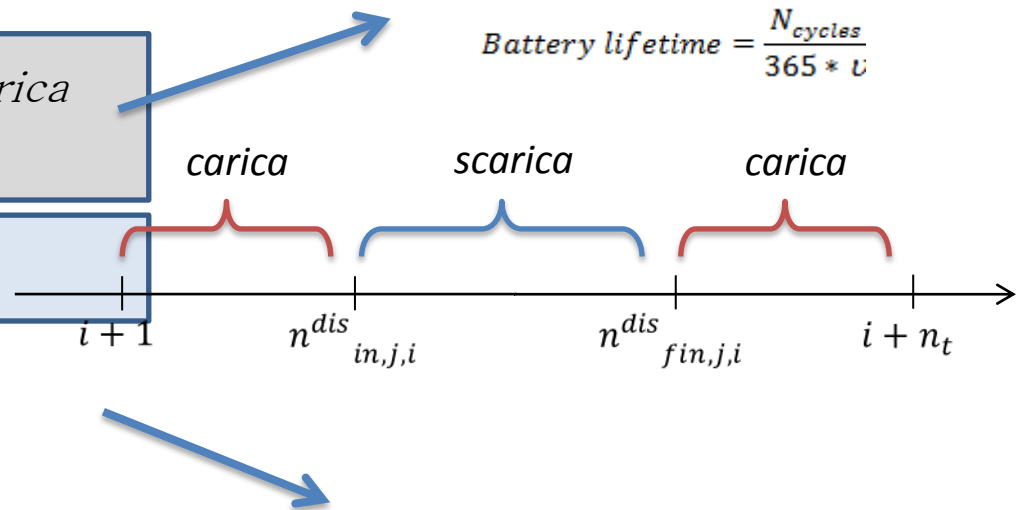 Battery lifetime = N_cycles / 365 * υ
rica
carica scarica carica
i + 1 n^dis_in,j,i n^dis_fin,j,i i + n_t